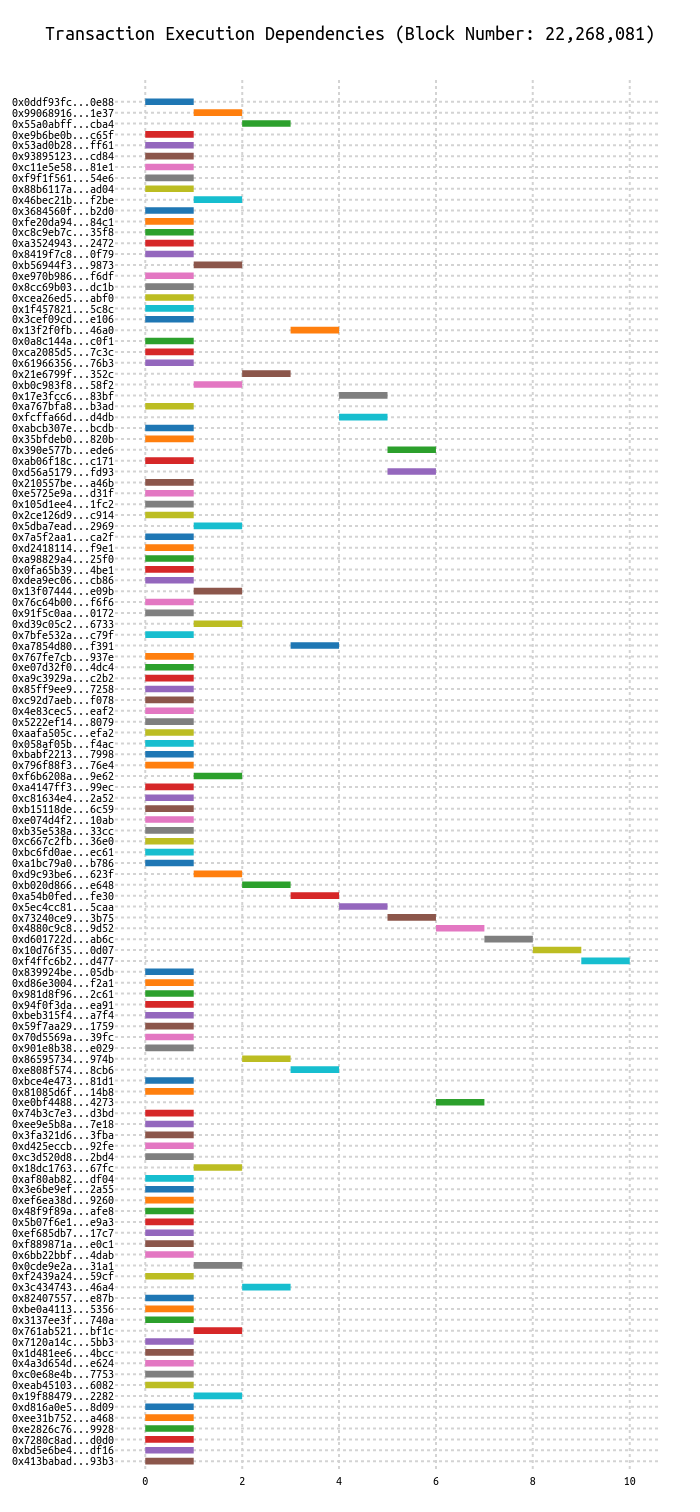 Transaction Execution Dependencies (Block Number: 22,268,081)
0x0ddf93fc...0e88
0x99068916...1e37
0x55a0abff...cba4
0xe9b6be0b...c65f
0x53ad0b28...ff61
0x93895123...cd84
0xc11e5e58...81e1
0xf9f1f561...54e6
0x88b6117a...ad04
0x46bec21b...f2be
0x3684560f...b2d0
0xfe20da94...84c1
0xc8c9eb7c...35f8
0xa3524943...2472
0x8419f7c8...0f79
0xb56944f3...9873
0xe970b986...f6df
0x8cc69b03...dc1b
0xcea26ed5...abf0
0x1f457821...5c8c
0x3cef09cd...e106
0x13f2f0fb...46a0
0x0a8c144a...c0f1
0xca2085d5...7c3c
0x61966356...76b3
0x21e6799f...352c
0xb0c983f8...58f2
0x17e3fcc6...83bf
0xa767bfa8...b3ad
0xfcffa66d...d4db
0xabcb307e...bcdb
0x35bfdeb0...820b
0x390e577b...ede6
0xab06f18c...c171
0xd56a5179...fd93
0x210557be...a46b
0xe5725e9a...d31f
0x105d1ee4...1fc2
0x2ce126d9...c914
0x5dba7ead...2969
0x7a5f2aa1...ca2f
0xd2418114...f9e1
0xa98829a4...25f0
0x0fa65b39...4be1
0xdea9ec06...cb86
0x13f07444...e09b
0x76c64b00...f6f6
0x91f5c0aa...0172
0xd39c05c2...6733
0x7bfe532a...c79f
0xa7854d80...f391
0x767fe7cb...937e
0xe07d32f0...4dc4
0xa9c3929a...c2b2
0x85ff9ee9...7258
0xc92d7aeb...f078
0x4e83cec5...eaf2
0x5222ef14...8079
0xaafa505c...efa2
0x058af05b...f4ac
0xbabf2213...7998
0x796f88f3...76e4
0xf6b6208a...9e62
0xa4147ff3...99ec
0xc81634e4...2a52
0xb15118de...6c59
0xe074d4f2...10ab
0xb35e538a...33cc
0xc667c2fb...36e0
0xbc6fd0ae...ec61
0xa1bc79a0...b786
0xd9c93be6...623f
0xb020d866...e648
0xa54b0fed...fe30
0x5ec4cc81...5caa
0x73240ce9...3b75
0x4880c9c8...9d52
0xd601722d...ab6c
0x10d76f35...0d07
0xf4ffc6b2...d477
0x839924be...05db
0xd86e3004...f2a1
0x981d8f96...2c61
0x94f0f3da...ea91
0xbeb315f4...a7f4
0x59f7aa29...1759
0x70d5569a...39fc
0x901e8b38...e029
0x86595734...974b
0xe808f574...8cb6
0xbce4e473...81d1
0x81085d6f...14b8
0xe0bf4488...4273
0x74b3c7e3...d3bd
0xee9e5b8a...7e18
0x3fa321d6...3fba
0xd425eccb...92fe
0xc3d520d8...2bd4
0x18dc1763...67fc
0xaf80ab82...df04
0x3e6be9ef...2a55
0xef6ea38d...9260
0x48f9f89a...afe8
0x5b07f6e1...e9a3
0xef685db7...17c7
0xf889871a...e0c1
0x6bb22bbf...4dab
0x0cde9e2a...31a1
0xf2439a24...59cf
0x3c434743...46a4
0x82407557...e87b
0xbe0a4113...5356
0x3137ee3f...740a
0x761ab521...bf1c
0x7120a14c...5bb3
0x1d481ee6...4bcc
0x4a3d654d...e624
0xc0e68e4b...7753
0xeab45103...6082
0x19f88479...2282
0xd816a0e5...8d09
0xee31b752...a468
0xe2826c76...9928
0x7280c8ad...d0d0
0xbd5e6be4...df16
0x413babad...93b3
0 2 4 6 8 10